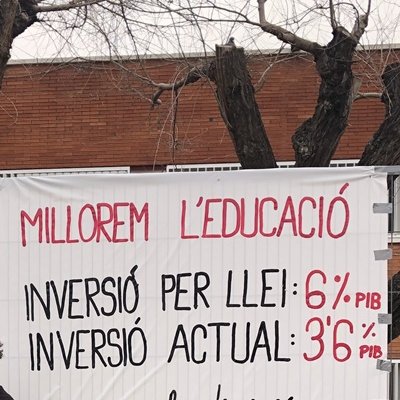 MILLOREM L'EDUCACIÓ
INVERSIÓ PER LLEI: 6% PIB
INVERSIÓ ACTUAL: 3'6% PIB